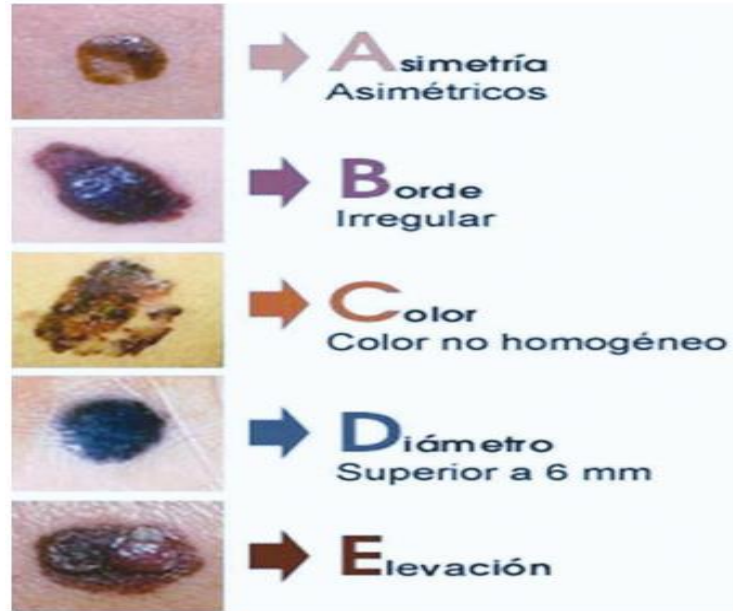 Asimetría
Asimétricos
Borde
Irregular
Color
Color no homogéneo
Diámetro
Superior a 6 mm
Elevación